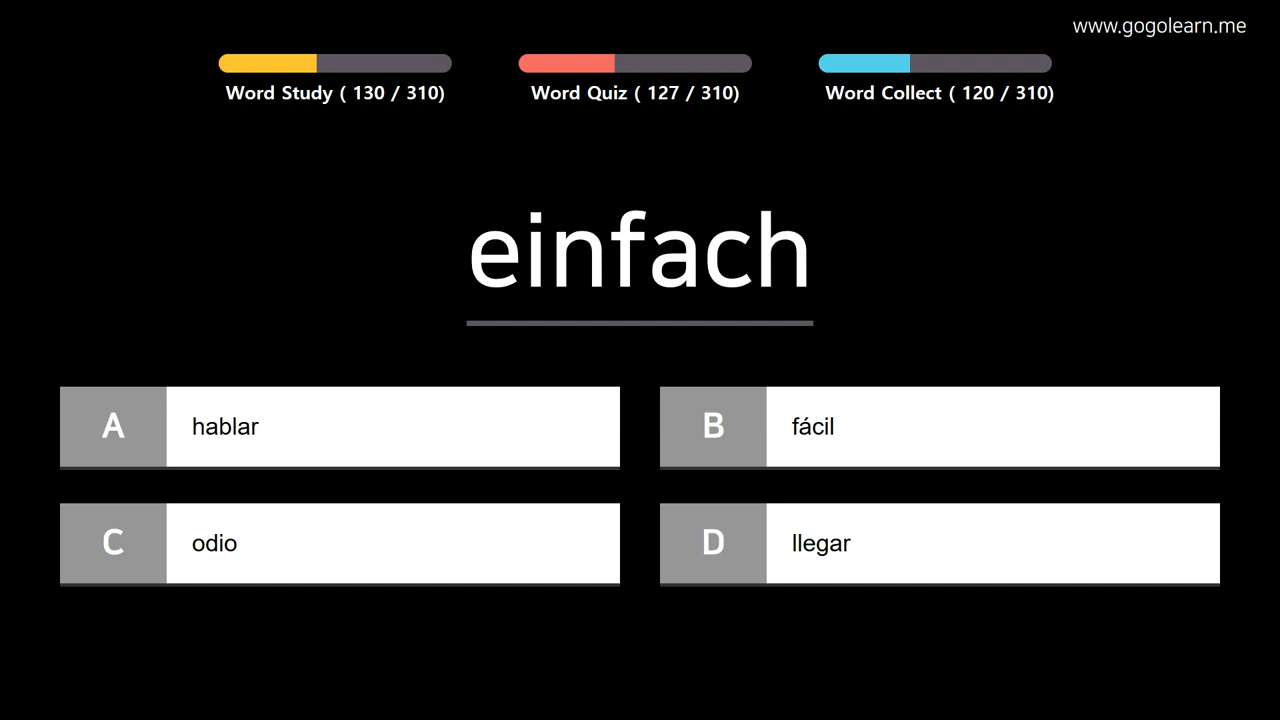 www.gogolearn.me
Word Study ( 130 / 310)
Word Quiz ( 127 / 310)
Word Collect ( 120 / 310)
einfach
A
hablar
B
fácil
C
odio
D
llegar